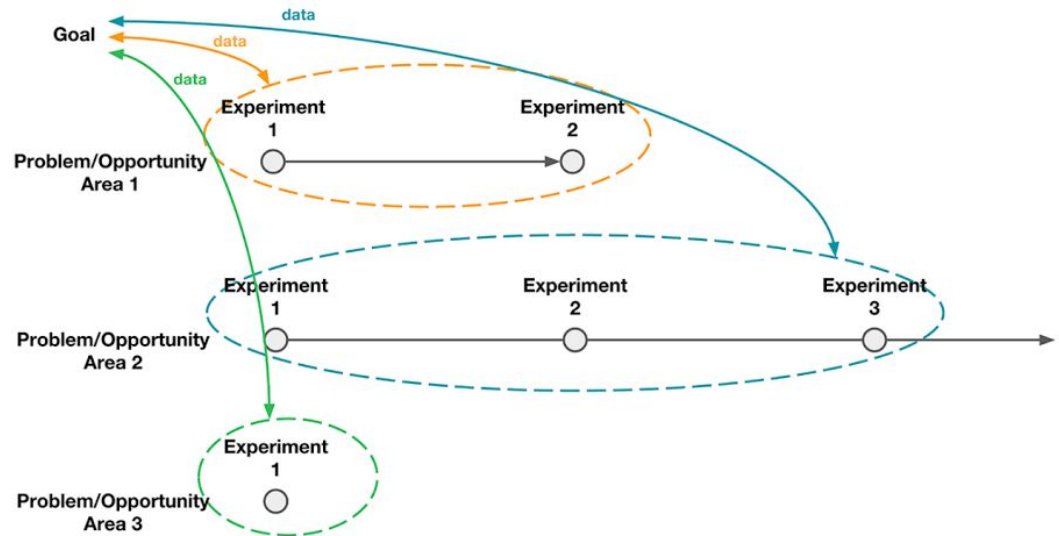 data
Goal
data
data
Experiment
1
Experiment
2
Problem/Opportunity
Area 1
Experiment
1
Experiment
2
Experiment
3
Problem/Opportunity
Area 2
Experiment
1
Problem/Opportunity
Area 3